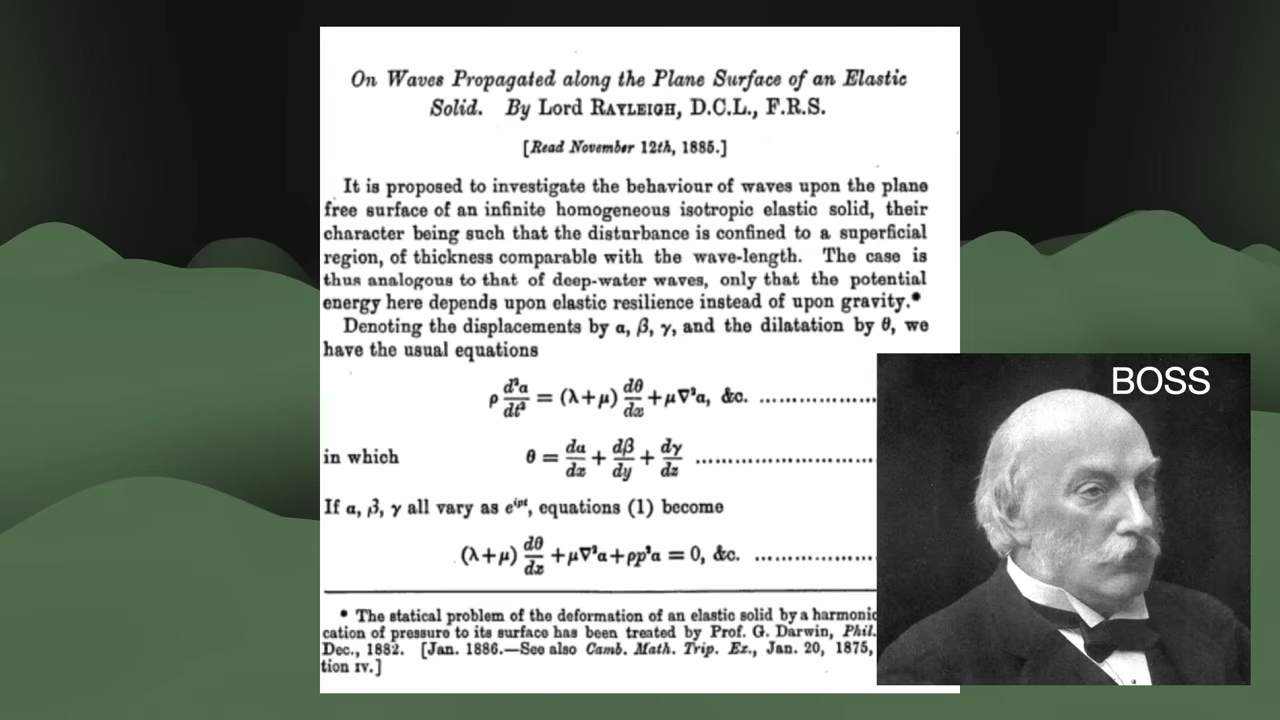 On Waves Propagated along the Plane Surface of an Elastic
Solid. By Lord RAYLEIGH, D.C.L., F.R.S.
[Read November 12th, 1885.]
It is proposed to investigate the behaviour of waves upon the plane
free surface of an infinite homogeneous isotropic elastic solid, their
character being such that the disturbance is confined to a superficial
region, of thickness comparable with the wave-length. The case is
thus analogous to that of deep-water waves, only that the potential
energy here depends upon elastic resilience instead of upon gravity.*
Denoting the displacements by α, β, γ, and the dilatation by θ, we
have the usual equations
ρ d²α/dt² = (λ+μ) dθ/dx + μ∇²α, &c. ..................
in which θ = dα/dx + dβ/dy + dγ/dz ........................
If α, β, γ all vary as e^{ipt}, equations (1) become
(λ+μ) dθ/dx + μ∇²α + ρp²α = 0, &c. ................
* The statical problem of the deformation of an elastic solid by a harmonic
cation of pressure to its surface has been treated by Prof. G. Darwin, Phil.
Dec., 1882. [Jan. 1886.—See also Camb. Math. Trip. Ex., Jan. 20, 1875,
tion IV.]
BOSS